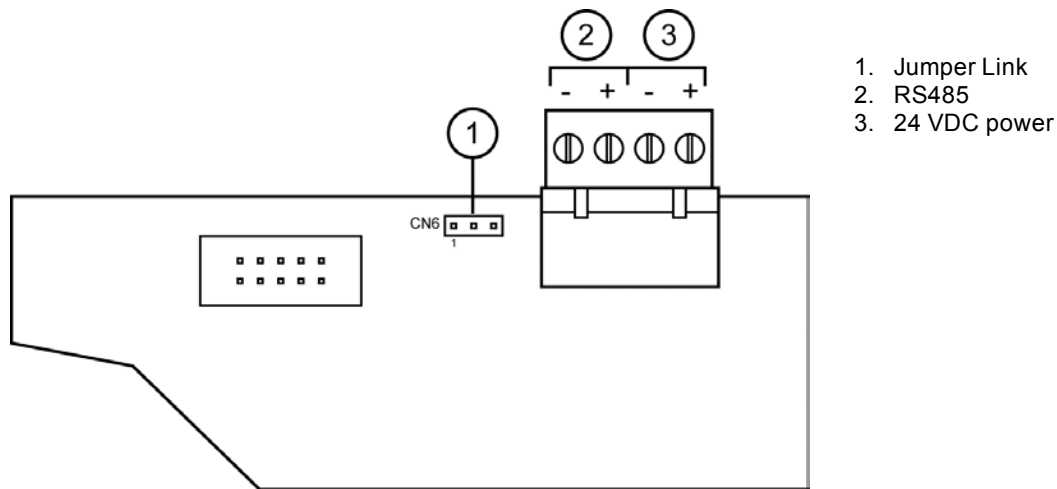 2 3
- + - +
1
CN6
1
1. Jumper Link
2. RS485
3. 24 VDC power